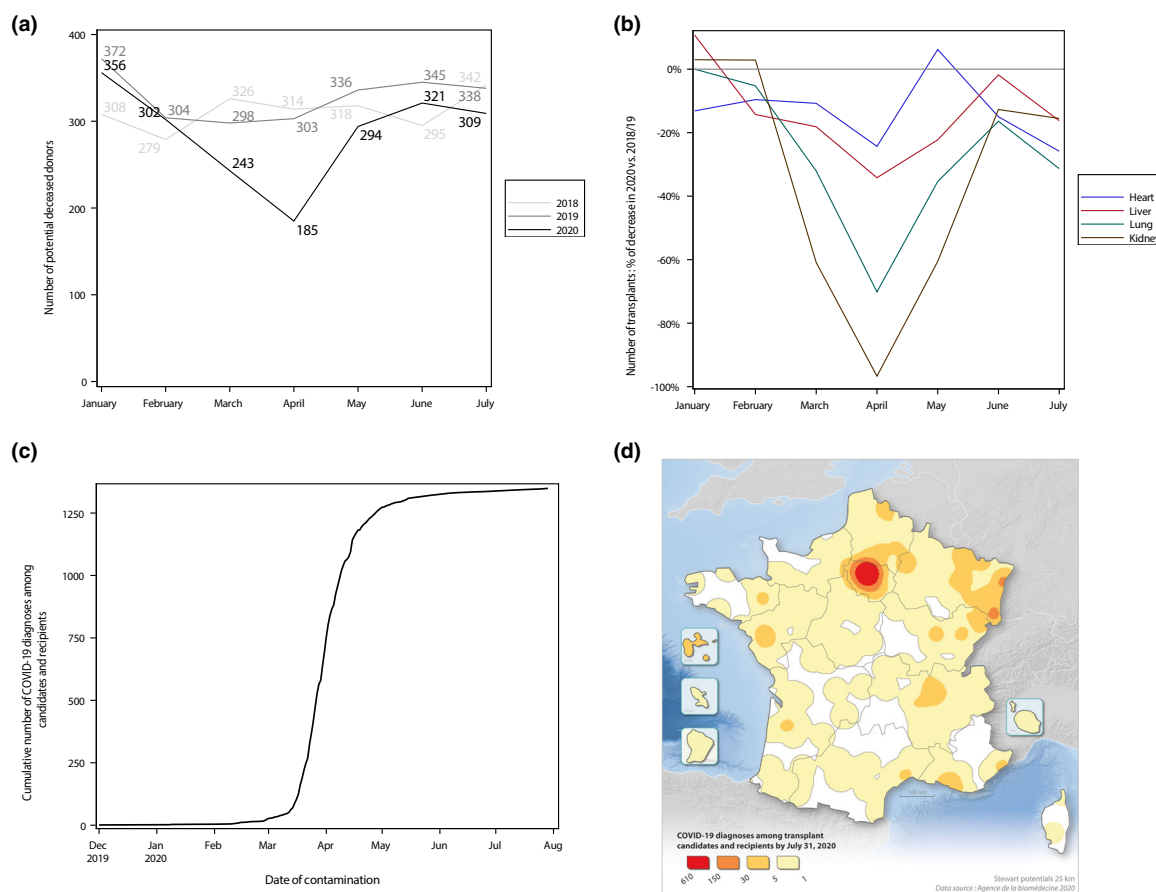 (a)
Number of potential deceased donors
400
300
200
100
0
372
356
308
302
304
279
326
298
243
314
303
185
336
318
294
345
321
295
342
338
309
January February March April May June July
2018
2019
2020
(b)
Number of transplants: % of decrease in 2020 vs. 2018/19
0%
-20%
-40%
-60%
-80%
-100%
January February March April May June July
Heart
Liver
Lung
Kidney
(c)
Cumulative number of COVID-19 diagnoses among
candidates and recipients
1250
1000
750
500
250
0
Dec Jan Feb Mar Apr May Jun Jul Aug
2019 2020
Date of contamination
(d)
100 km
COVID-19 diagnoses among transplant
candidates and recipients by July 31, 2020
610 150 30 5 1
Stewart potentials 25 km
Data source : Agence de la biomédecine 2020